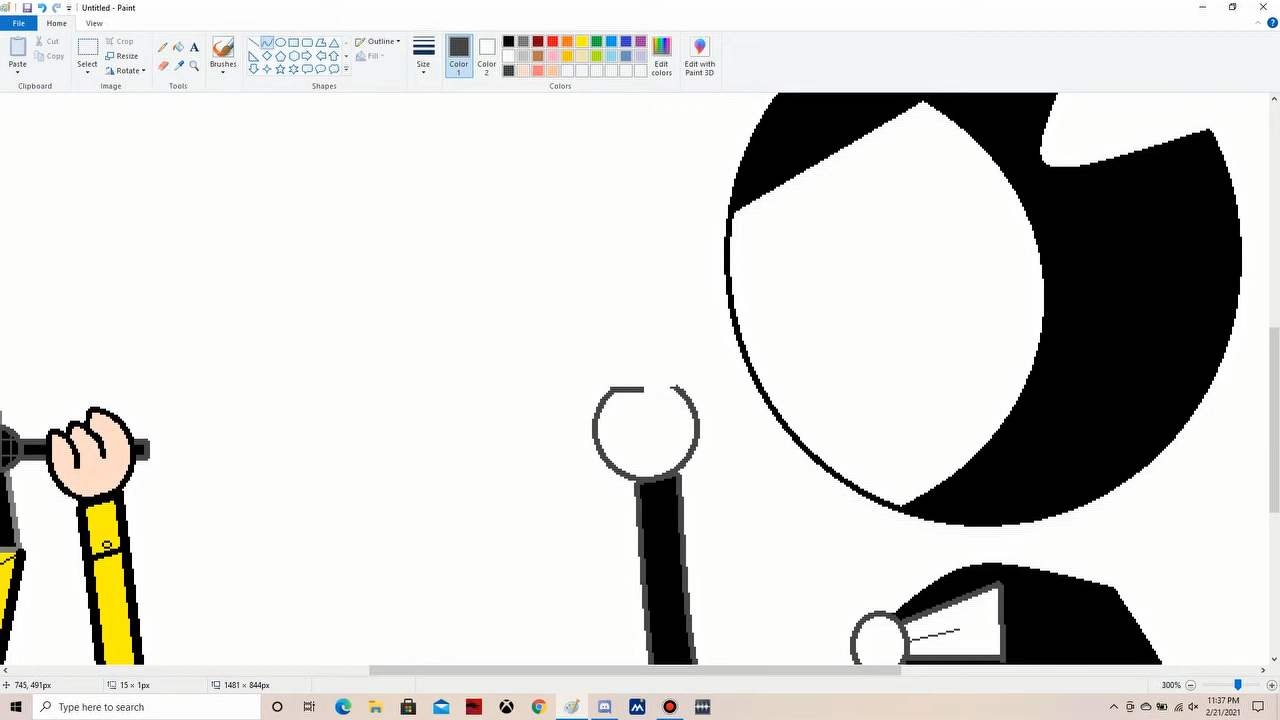 Untitled - Paint
File Home View
Paste Cut Copy
Clipboard
Select Crop Resize Rotate
Image
A
Tools
Brushes
Outline Fill
Shapes
Size
Color 1
Color 2
Edit colors
Colors
Edit with Paint 3D
745, 491px 15 × 1px 1481 × 844px 300%
Type here to search
11:37 PM
2/21/2021